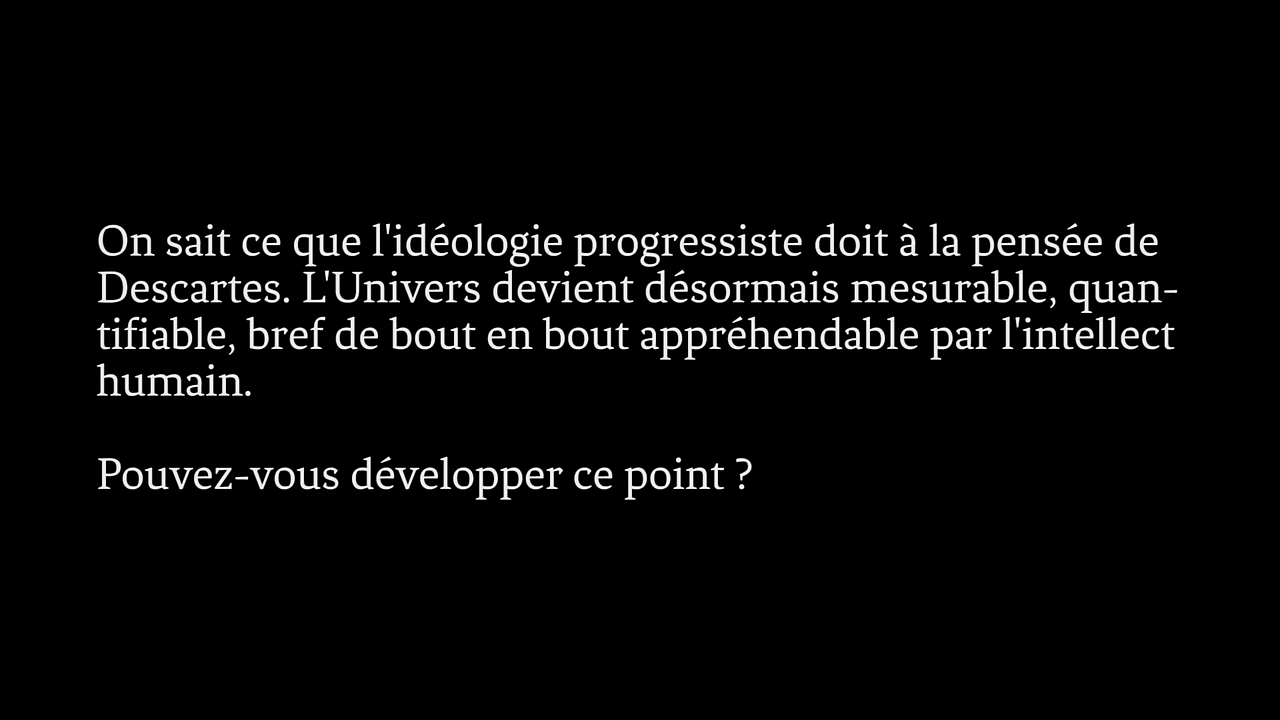 On sait ce que l'idéologie progressiste doit à la pensée de
Descartes. L'Univers devient désormais mesurable, quan-
tifiable, bref de bout en bout appréhendable par l'intellect
humain.
Pouvez-vous développer ce point ?